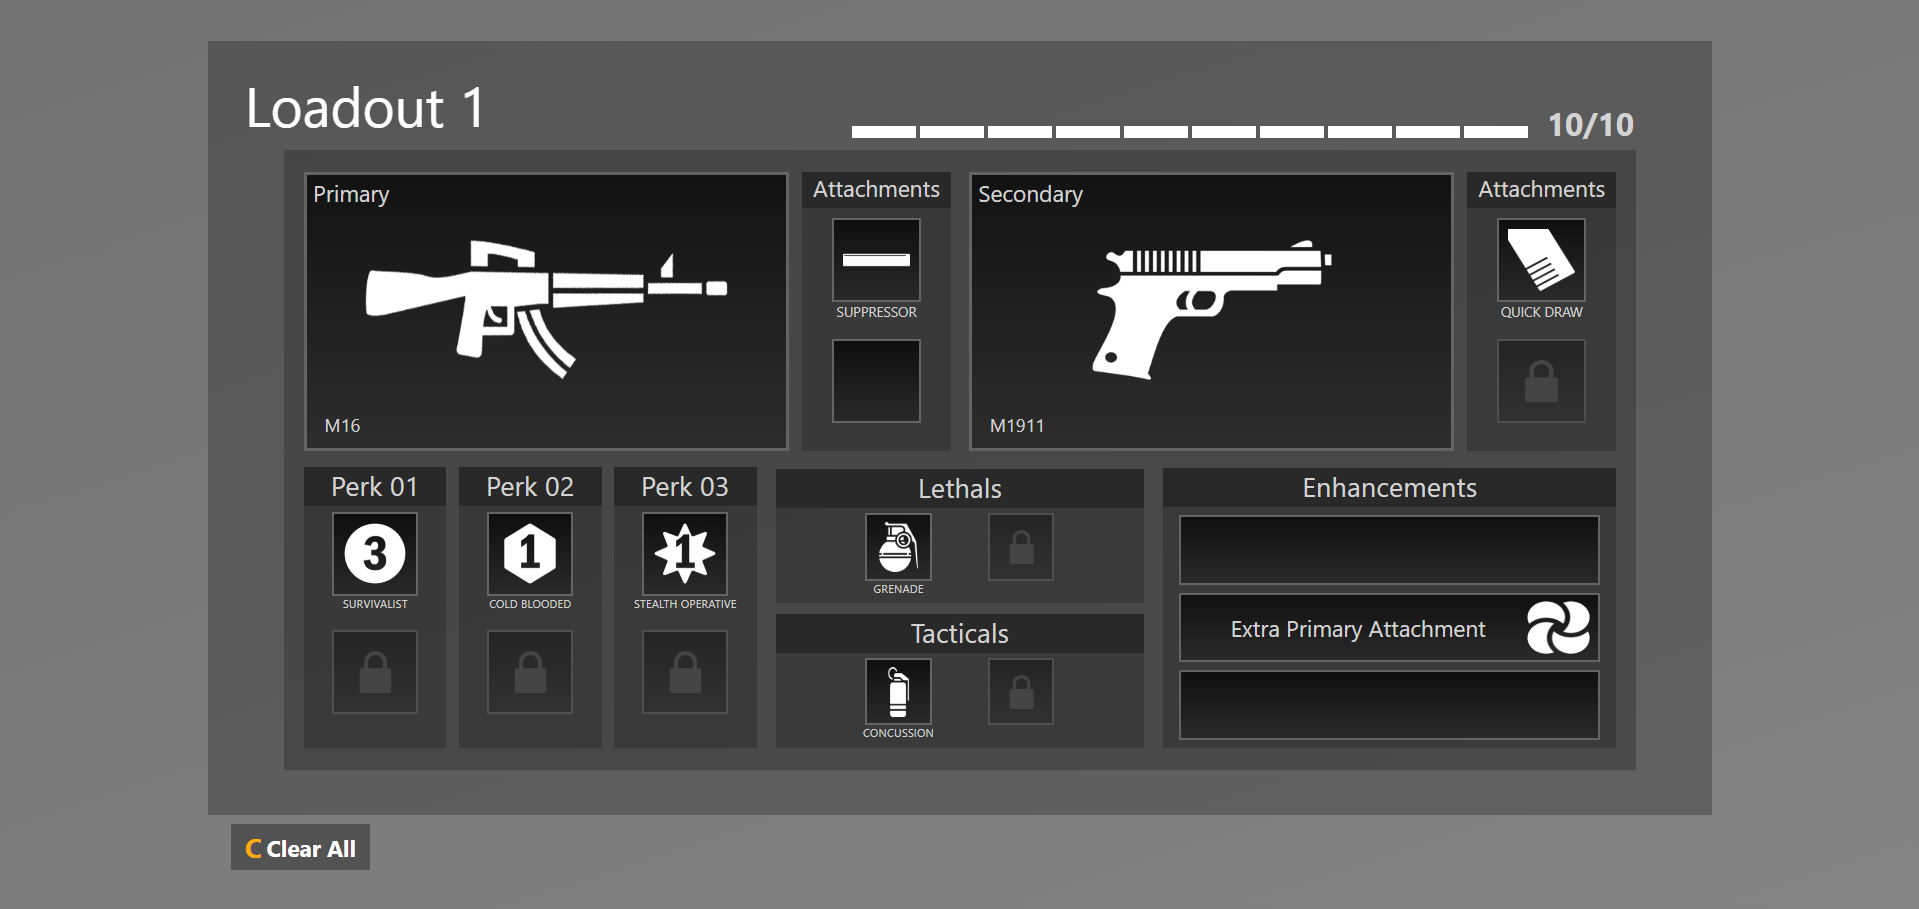 Loadout 1
10/10
Primary
M16
Attachments
SUPPRESSOR
Secondary
M1911
Attachments
QUICK DRAW
Perk 01
3
SURVIVALIST
Perk 02
1
COLD BLOODED
Perk 03
1
STEALTH OPERATIVE
Lethals
GRENADE
Tacticals
CONCUSSION
Enhancements
Extra Primary Attachment
C Clear All